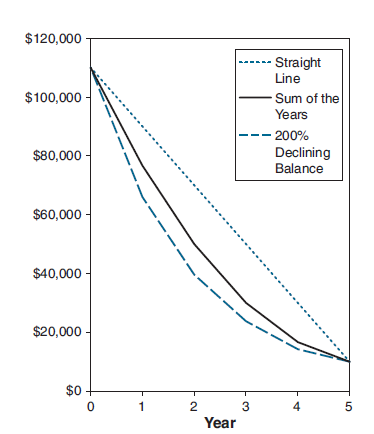 $120,000
$100,000
$80,000
$60,000
$40,000
$20,000
$0
Straight
Line
Sum of the
Years
200%
Declining
Balance
0 1 2 3 4 5
Year